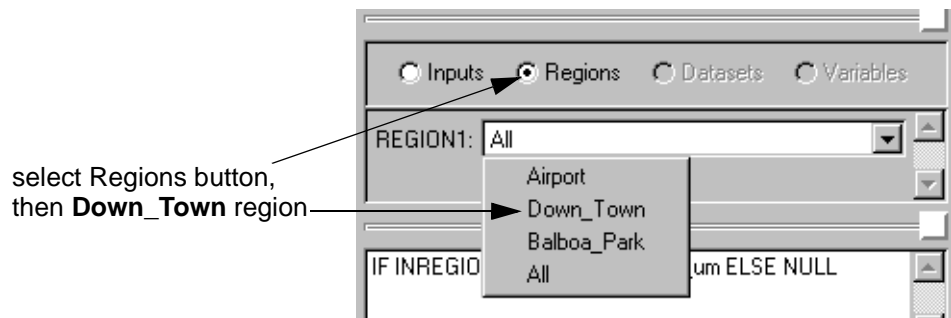 Inputs Regions Datasets Variables
REGION1: All
select Regions button,
then Down_Town region
Airport
Down_Town
Balboa_Park
All
IF INREGIO um ELSE NULL